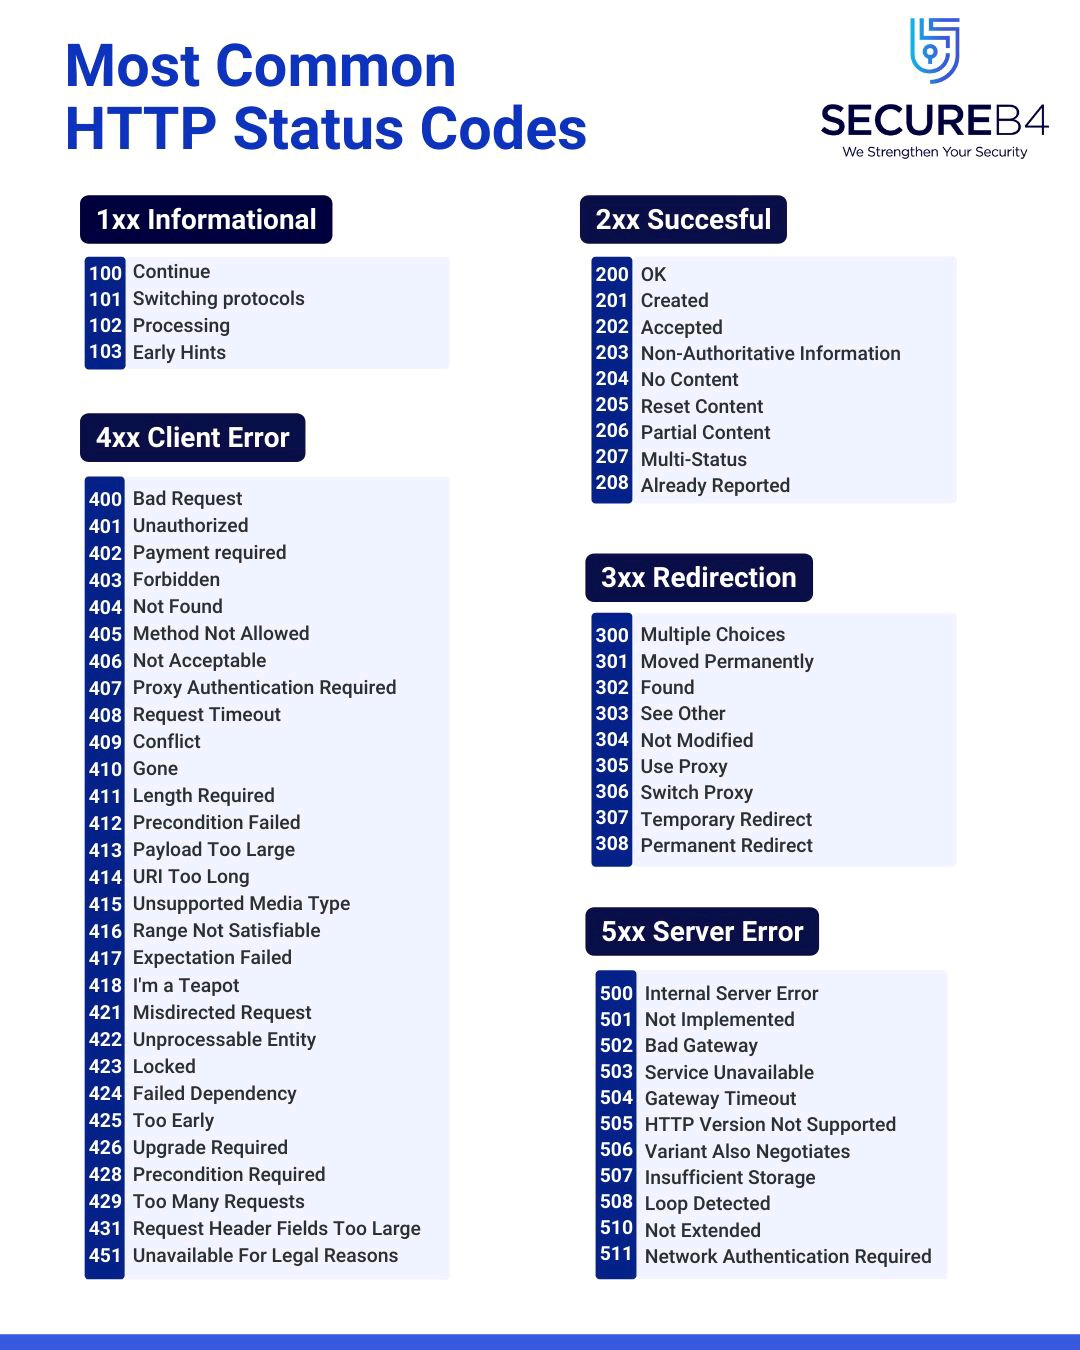 Most Common
HTTP Status Codes
SECUREB4
We Strengthen Your Security
1xx Informational
100 Continue
101 Switching protocols
102 Processing
103 Early Hints
4xx Client Error
400 Bad Request
401 Unauthorized
402 Payment required
403 Forbidden
404 Not Found
405 Method Not Allowed
406 Not Acceptable
407 Proxy Authentication Required
408 Request Timeout
409 Conflict
410 Gone
411 Length Required
412 Precondition Failed
413 Payload Too Large
414 URI Too Long
415 Unsupported Media Type
416 Range Not Satisfiable
417 Expectation Failed
418 I'm a Teapot
421 Misdirected Request
422 Unprocessable Entity
423 Locked
424 Failed Dependency
425 Too Early
426 Upgrade Required
428 Precondition Required
429 Too Many Requests
431 Request Header Fields Too Large
451 Unavailable For Legal Reasons
2xx Succesful
200 OK
201 Created
202 Accepted
203 Non-Authoritative Information
204 No Content
205 Reset Content
206 Partial Content
207 Multi-Status
208 Already Reported
3xx Redirection
300 Multiple Choices
301 Moved Permanently
302 Found
303 See Other
304 Not Modified
305 Use Proxy
306 Switch Proxy
307 Temporary Redirect
308 Permanent Redirect
5xx Server Error
500 Internal Server Error
501 Not Implemented
502 Bad Gateway
503 Service Unavailable
504 Gateway Timeout
505 HTTP Version Not Supported
506 Variant Also Negotiates
507 Insufficient Storage
508 Loop Detected
510 Not Extended
511 Network Authentication Required